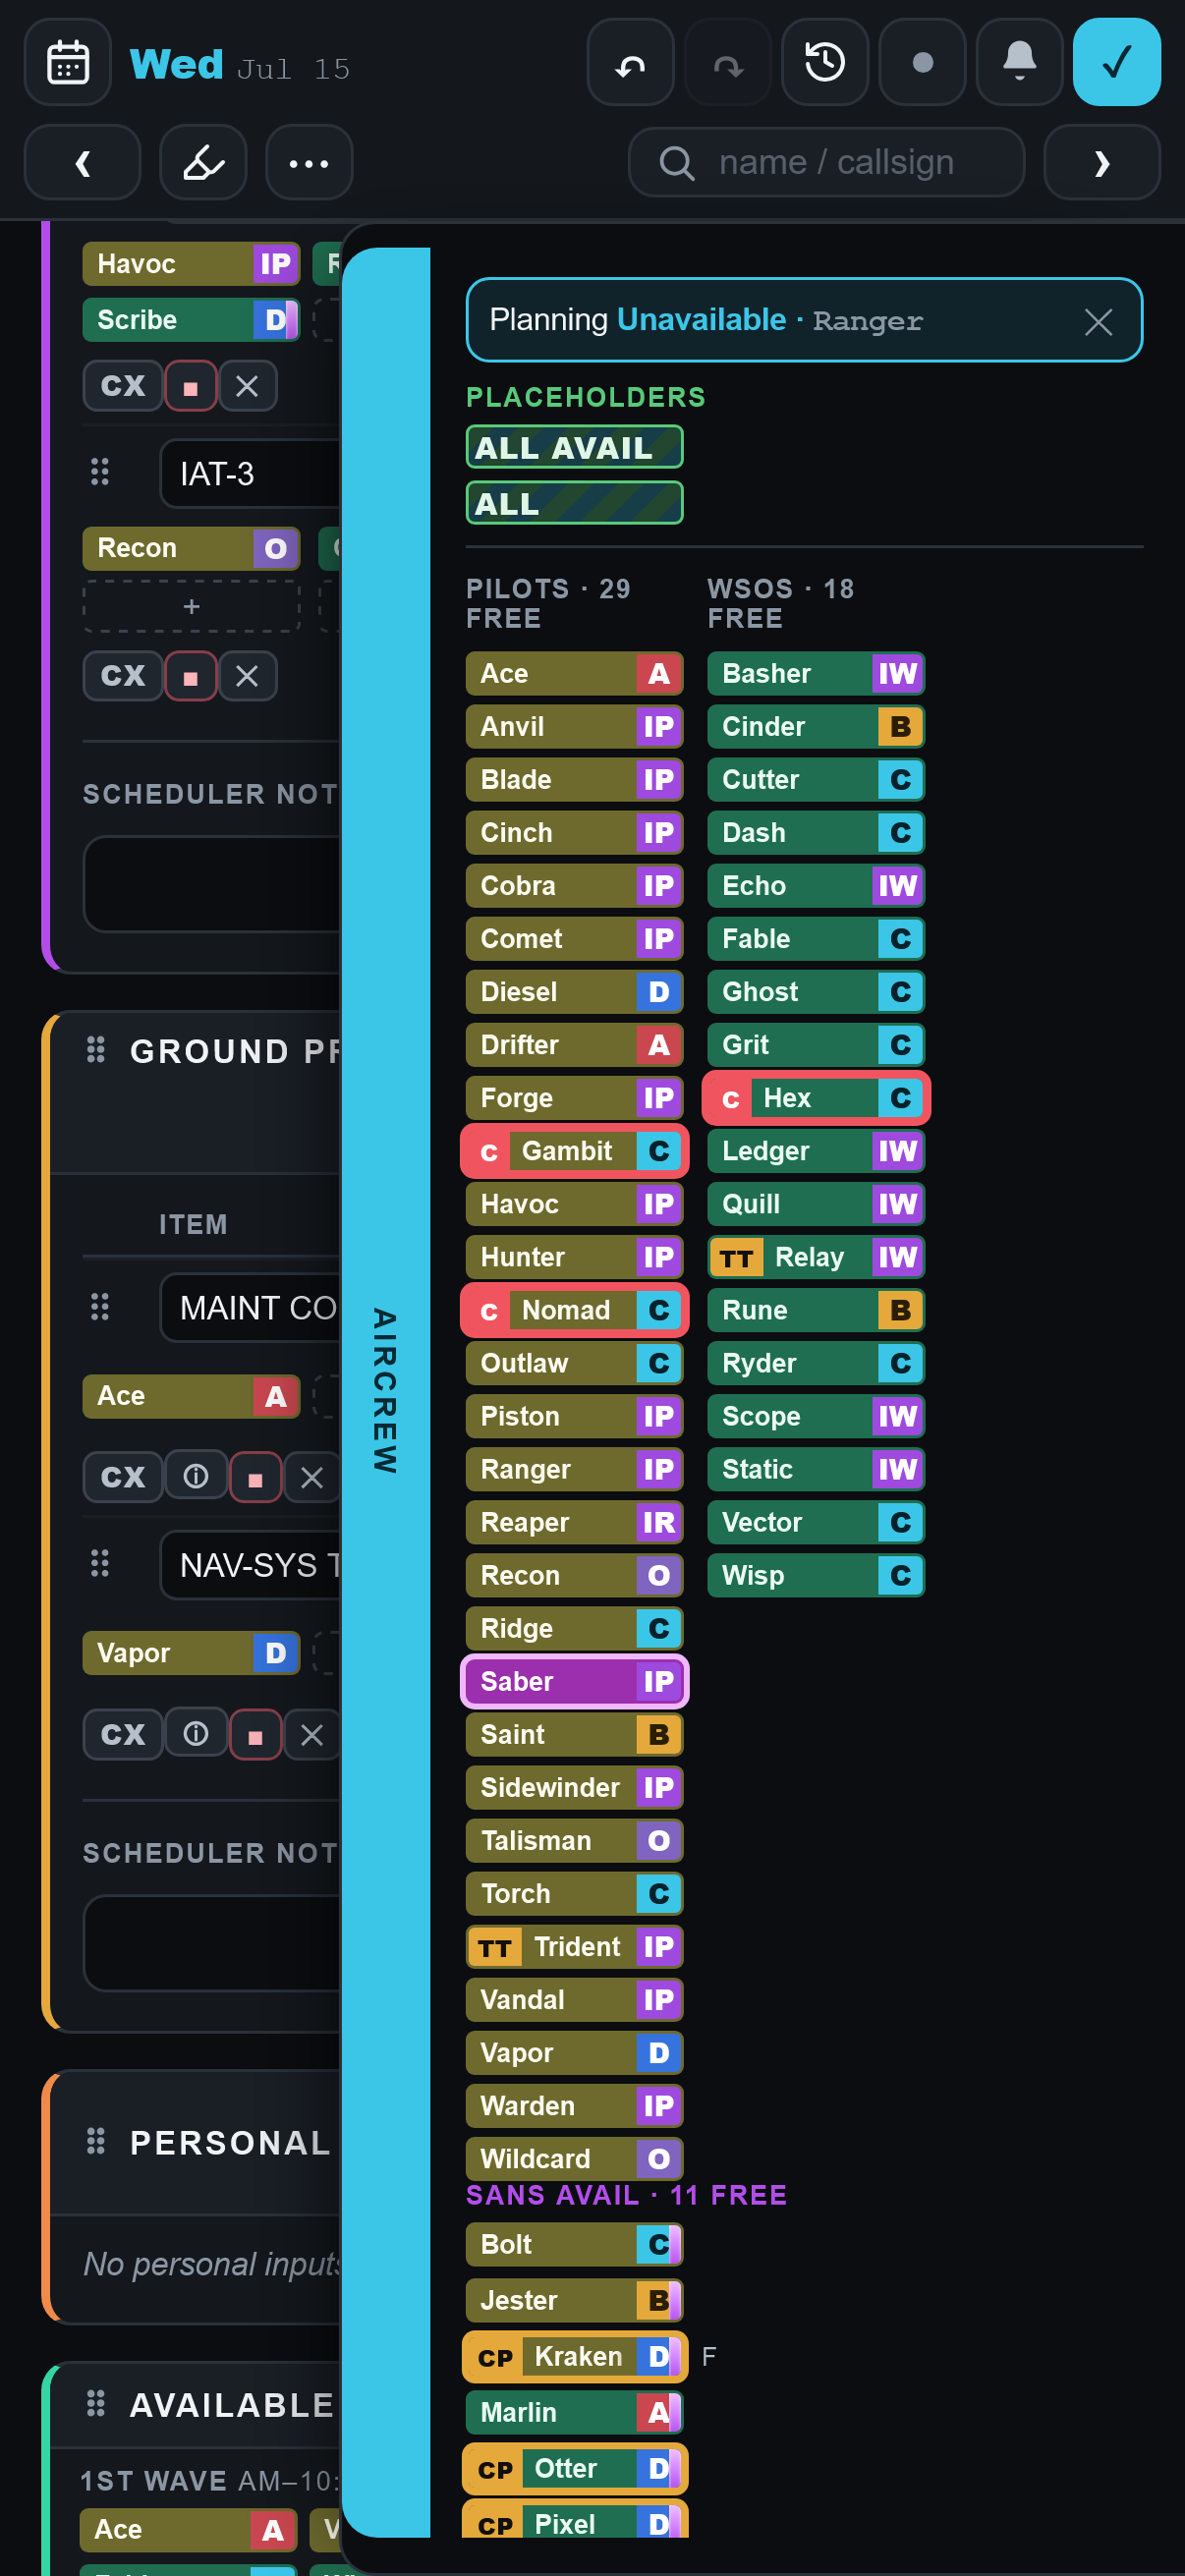 Wed Jul 15
name / callsign
Havoc IP
Scribe D
CX
IAT-3
Recon O
+
CX
SCHEDULER NOT
GROUND PR
ITEM
MAINT CO
Ace A
CX
NAV-SYS T
Vapor D
CX
SCHEDULER NOT
PERSONAL
No personal inputs
AVAILABLE
1ST WAVE AM–10:
Ace A
AIRCREW
Planning Unavailable · Ranger
PLACEHOLDERS
ALL AVAIL
ALL
PILOTS · 29 FREE
Ace A
Anvil IP
Blade IP
Cinch IP
Cobra IP
Comet IP
Diesel D
Drifter A
Forge IP
C Gambit C
Havoc IP
Hunter IP
C Nomad C
Outlaw C
Piston IP
Ranger IP
Reaper IR
Recon O
Ridge C
Saber IP
Saint B
Sidewinder IP
Talisman O
Torch C
TT Trident IP
Vandal IP
Vapor D
Warden IP
Wildcard O
WSOS · 18 FREE
Basher IW
Cinder B
Cutter C
Dash C
Echo IW
Fable C
Ghost C
Grit C
C Hex C
Ledger IW
Quill IW
TT Relay IW
Rune B
Ryder C
Scope IW
Static IW
Vector C
Wisp C
SANS AVAIL · 11 FREE
Bolt C
Jester B
CP Kraken D F
Marlin A
CP Otter D
CP Pixel D